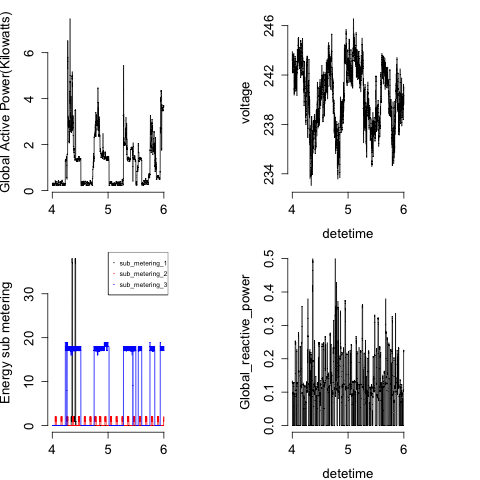 Global Active Power(Kilowatts)
0 2 4 6
4 5 6
voltage
234 238 242 246
4 5 6
detetime
Energy sub metering
0 10 20 30
sub_metering_1
sub_metering_2
sub_metering_3
4 5 6
Global_reactive_power
0.0 0.1 0.2 0.3 0.4 0.5
4 5 6
detetime